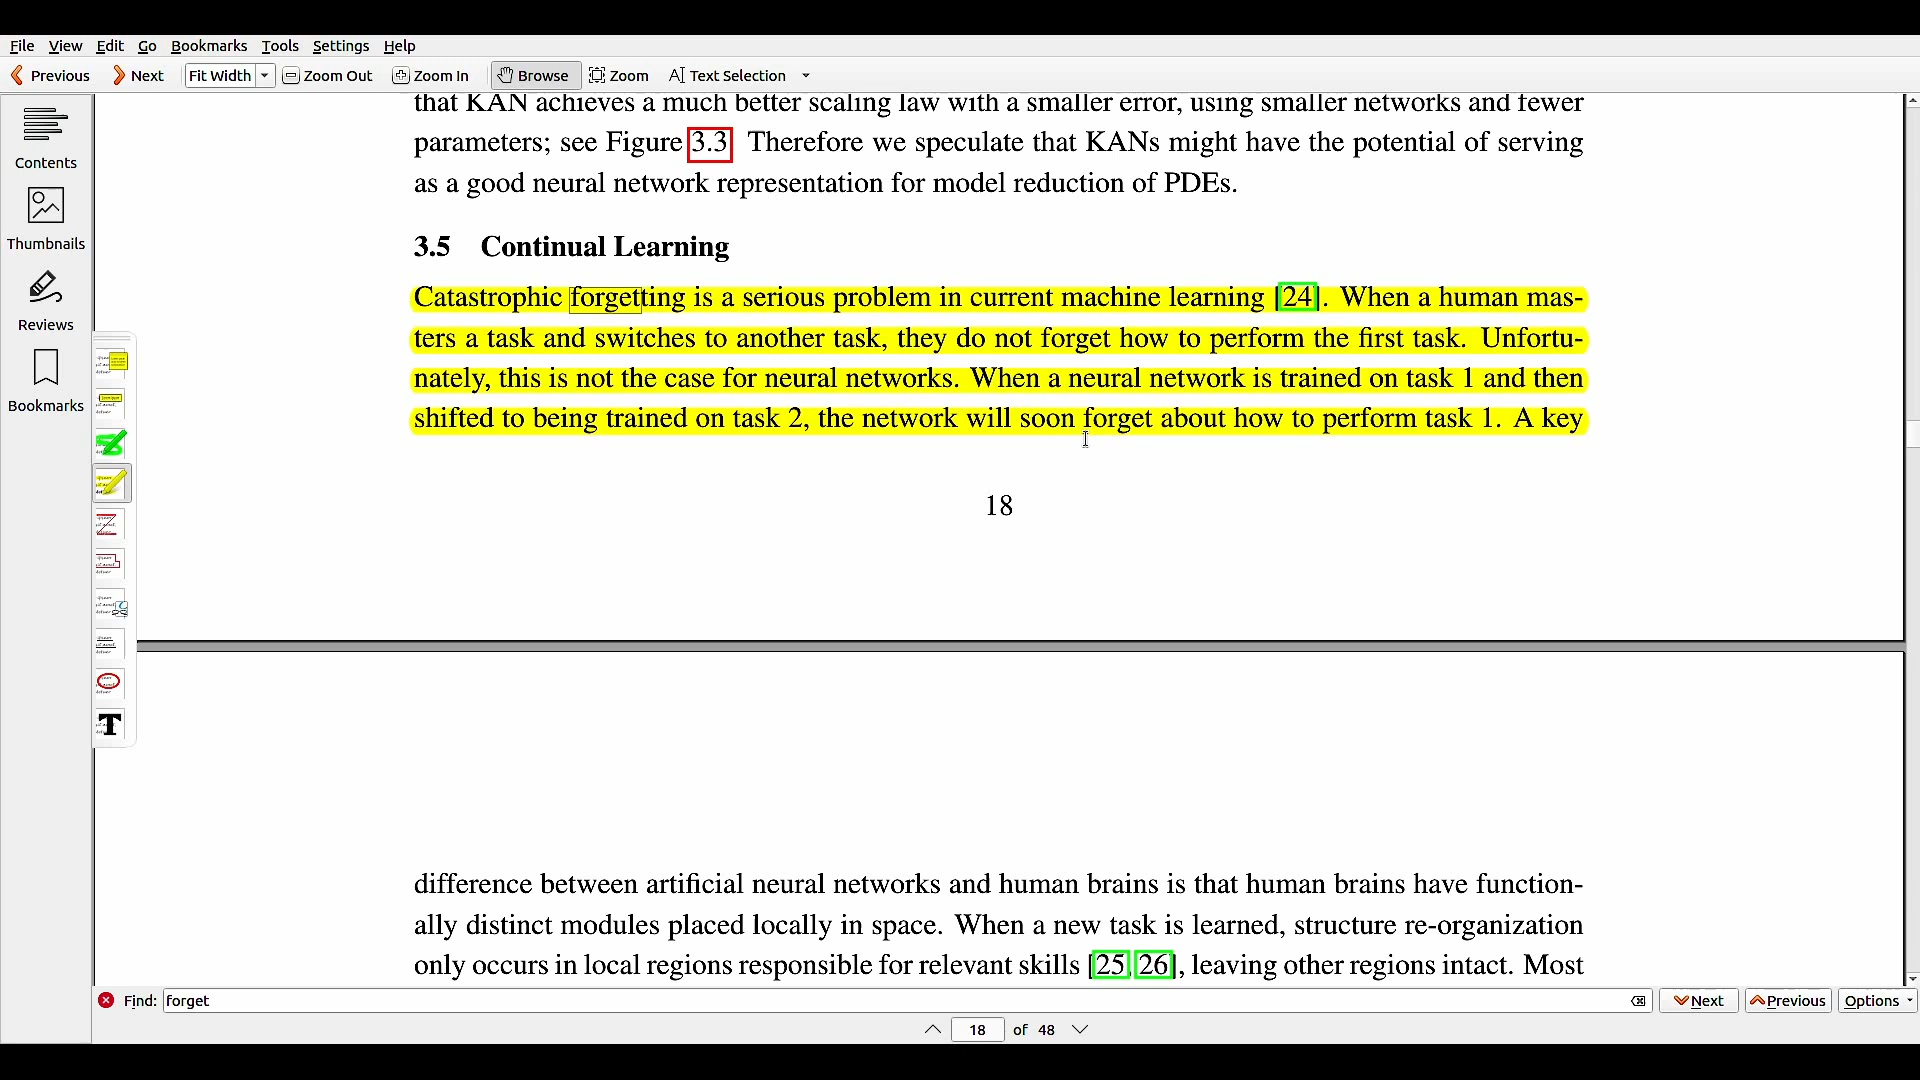 File View Edit Go Bookmarks Tools Settings Help
Previous Next Fit Width Zoom Out Zoom In Browse Zoom Text Selection
Contents
Thumbnails
Reviews
Bookmarks
that KAN achieves a much better scaling law with a smaller error, using smaller networks and fewer
parameters; see Figure 3.3 Therefore we speculate that KANs might have the potential of serving
as a good neural network representation for model reduction of PDEs.
3.5 Continual Learning
Catastrophic forgetting is a serious problem in current machine learning [24]. When a human mas-
ters a task and switches to another task, they do not forget how to perform the first task. Unfortu-
nately, this is not the case for neural networks. When a neural network is trained on task 1 and then
shifted to being trained on task 2, the network will soon forget about how to perform task 1. A key
18
difference between artificial neural networks and human brains is that human brains have function-
ally distinct modules placed locally in space. When a new task is learned, structure re-organization
only occurs in local regions responsible for relevant skills [25, 26], leaving other regions intact. Most
Find: forget Next Previous Options
18 of 48